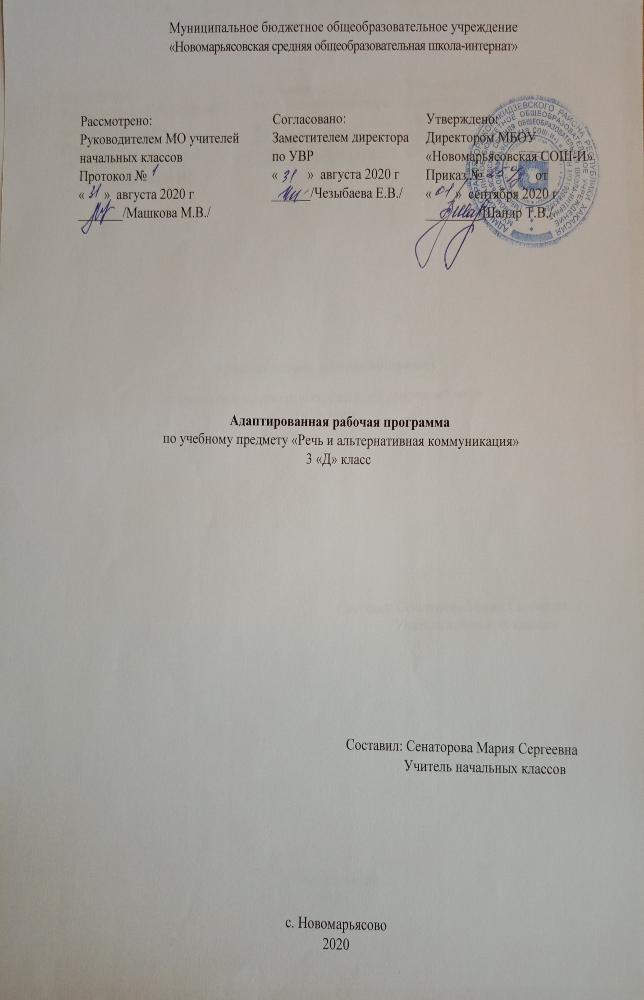 Муниципальное бюджетное общеобразовательное учреждение
«Новомарьясовская средняя общеобразовательная школа-интернат»
Рассмотрено:
Руководителем МО учителей
начальных классов
Протокол № 1
« 31 » августа 2020 г
/Машкова М.В./
Согласовано:
Заместителем директора
по УВР
« 31 » августа 2020 г
/Чезыбаева Е.В./
Утверждено:
Директором МБОУ
«Новомарьясовская СОШ-И»
Приказ № от
« 01 » сентября 2020 г
/Шандр Т.В./
Адаптированная рабочая программа
по учебному предмету «Речь и альтернативная коммуникация»
3 «Д» класс
Составил: Сенаторова Мария Сергеевна
Учитель начальных классов
с. Новомарьясово
2020